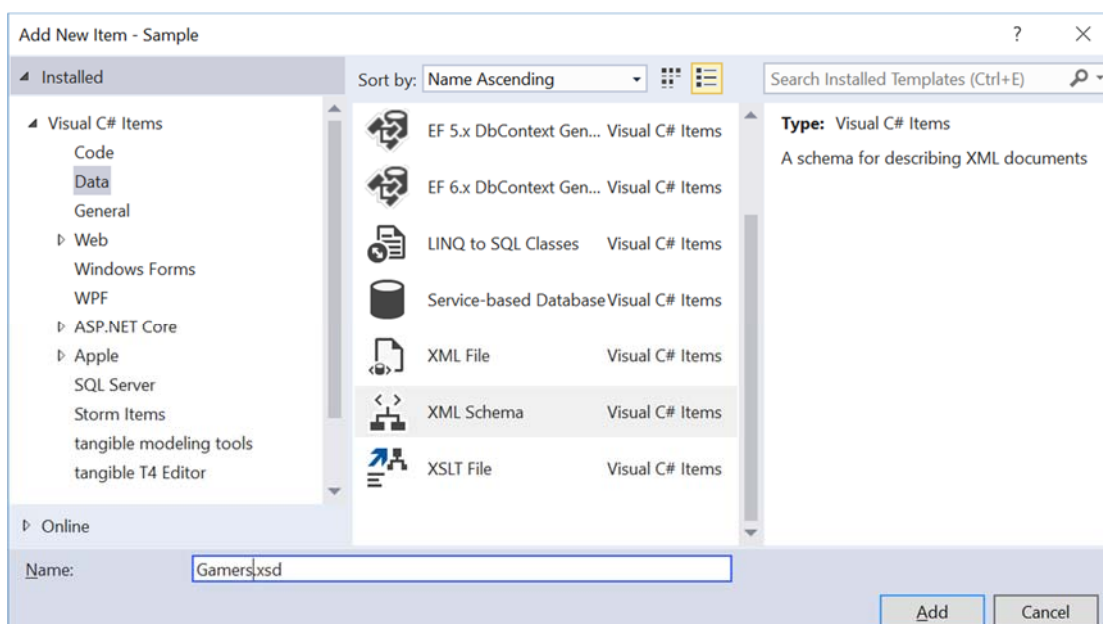 Add New Item - Sample
?
Installed
Sort by: Name Ascending
Search Installed Templates (Ctrl+E)
Visual C# Items
Code
Data
General
Web
Windows Forms
WPF
ASP.NET Core
Apple
SQL Server
Storm Items
tangible modeling tools
tangible T4 Editor
Online
EF 5.x DbContext Gen... Visual C# Items
EF 6.x DbContext Gen... Visual C# Items
LINQ to SQL Classes Visual C# Items
Service-based Database Visual C# Items
XML File Visual C# Items
XML Schema Visual C# Items
XSLT File Visual C# Items
Type: Visual C# Items
A schema for describing XML documents
Name: Gamers.xsd
Add Cancel